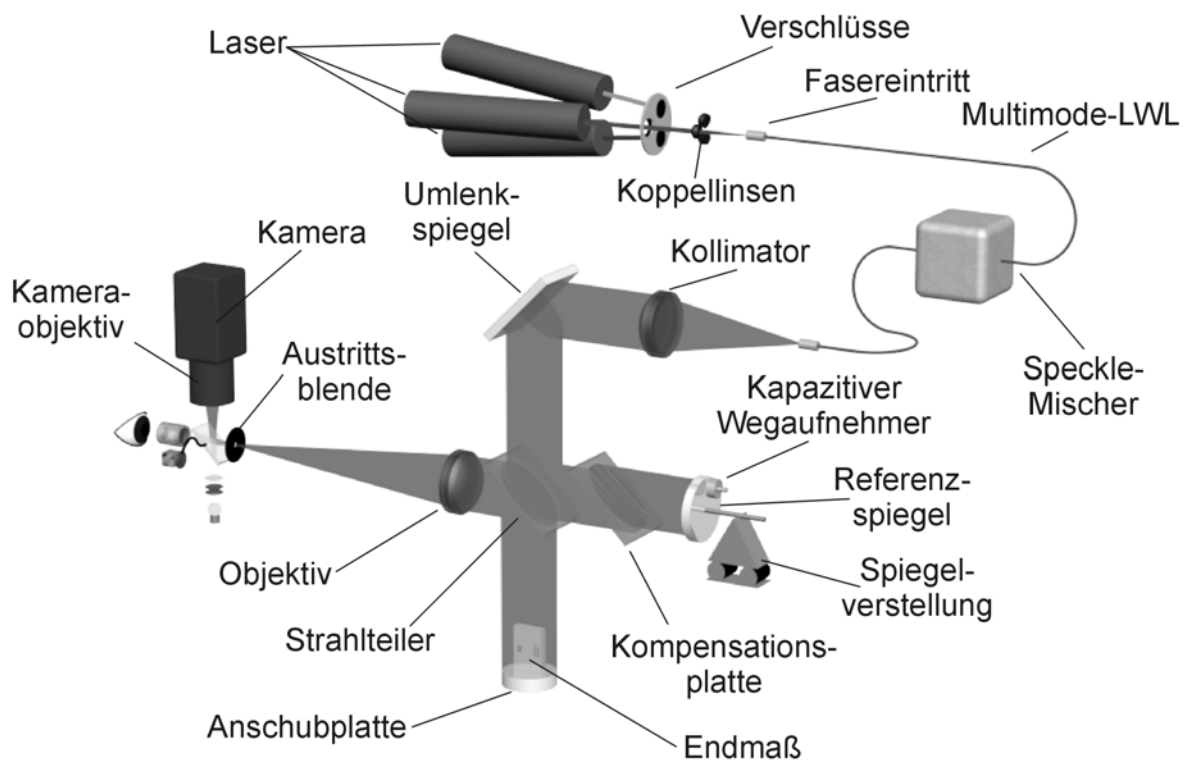 Laser
Verschlüsse
Fasereintritt
Multimode-LWL
Koppellinsen
Umlenk-
spiegel
Kollimator
Kamera
Kamera-
objektiv
Austritts-
blende
Speckle-
Mischer
Kapazitiver
Wegaufnehmer
Referenz-
spiegel
Objektiv
Spiegel-
verstellung
Strahlteiler
Kompensations-
platte
Anschubplatte
Endmaß